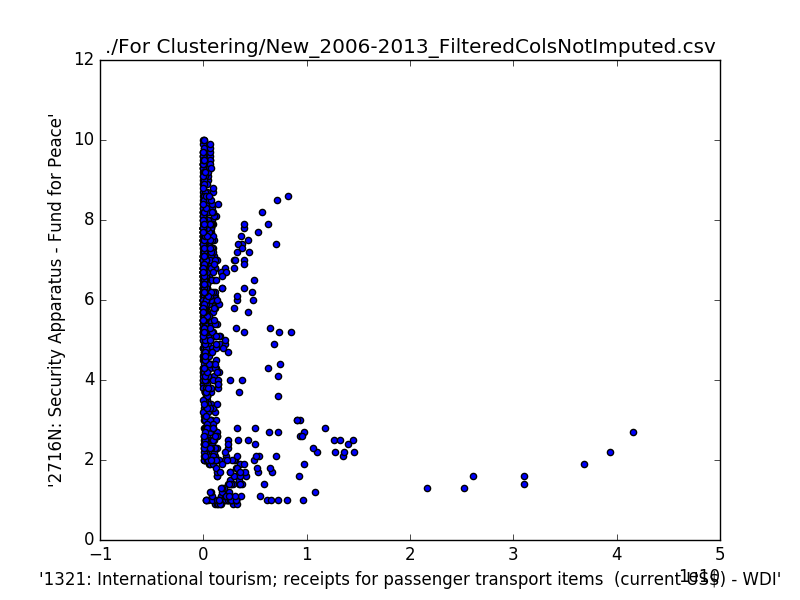 ./For Clustering/New_2006-2013_FilteredColsNotImputed.csv
12
10
8
6
4
2
0
'2716N: Security Apparatus - Fund for Peace'
−1 0 1 2 3 4 5
1e10
'1321: International tourism; receipts for passenger transport items (current US$) - WDI'